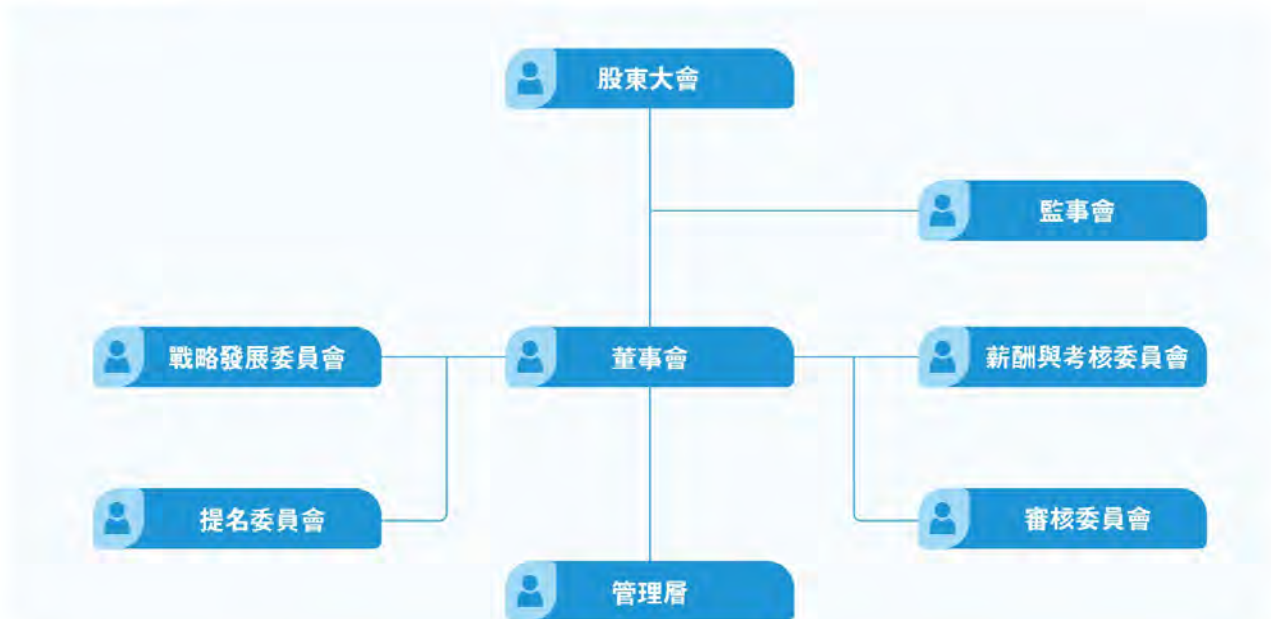 股東大會
監事會
戰略發展委員會
董事會
薪酬與考核委員會
提名委員會
審核委員會
管理層